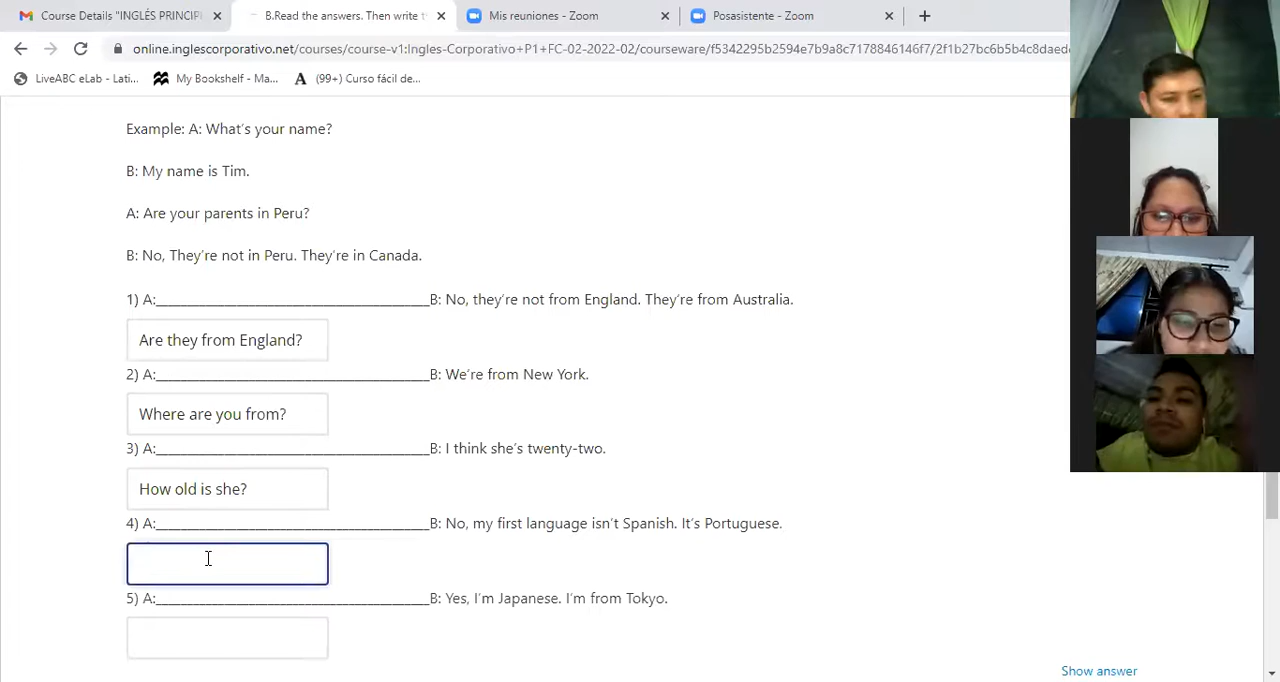 Course Details "INGLÉS PRINCIPI
B.Read the answers. Then write t
Mis reuniones - Zoom
Posasistente - Zoom
online.inglescorporativo.net/courses/course-v1:Ingles-Corporativo+P1+FC-02-2022-02/courseware/f5342295b2594e7b9a8c7178846146f7/2f1b27bc6b5b4c8daed
LiveABC eLab - Lati...
My Bookshelf - Ma...
(99+) Curso fácil de...
Example: A: What's your name?
B: My name is Tim.
A: Are your parents in Peru?
B: No, They're not in Peru. They're in Canada.
1) A:______________________________________B: No, they're not from England. They're from Australia.
Are they from England?
2) A:______________________________________B: We're from New York.
Where are you from?
3) A:______________________________________B: I think she's twenty-two.
How old is she?
4) A:______________________________________B: No, my first language isn't Spanish. It's Portuguese.
5) A:______________________________________B: Yes, I'm Japanese. I'm from Tokyo.
Show answer